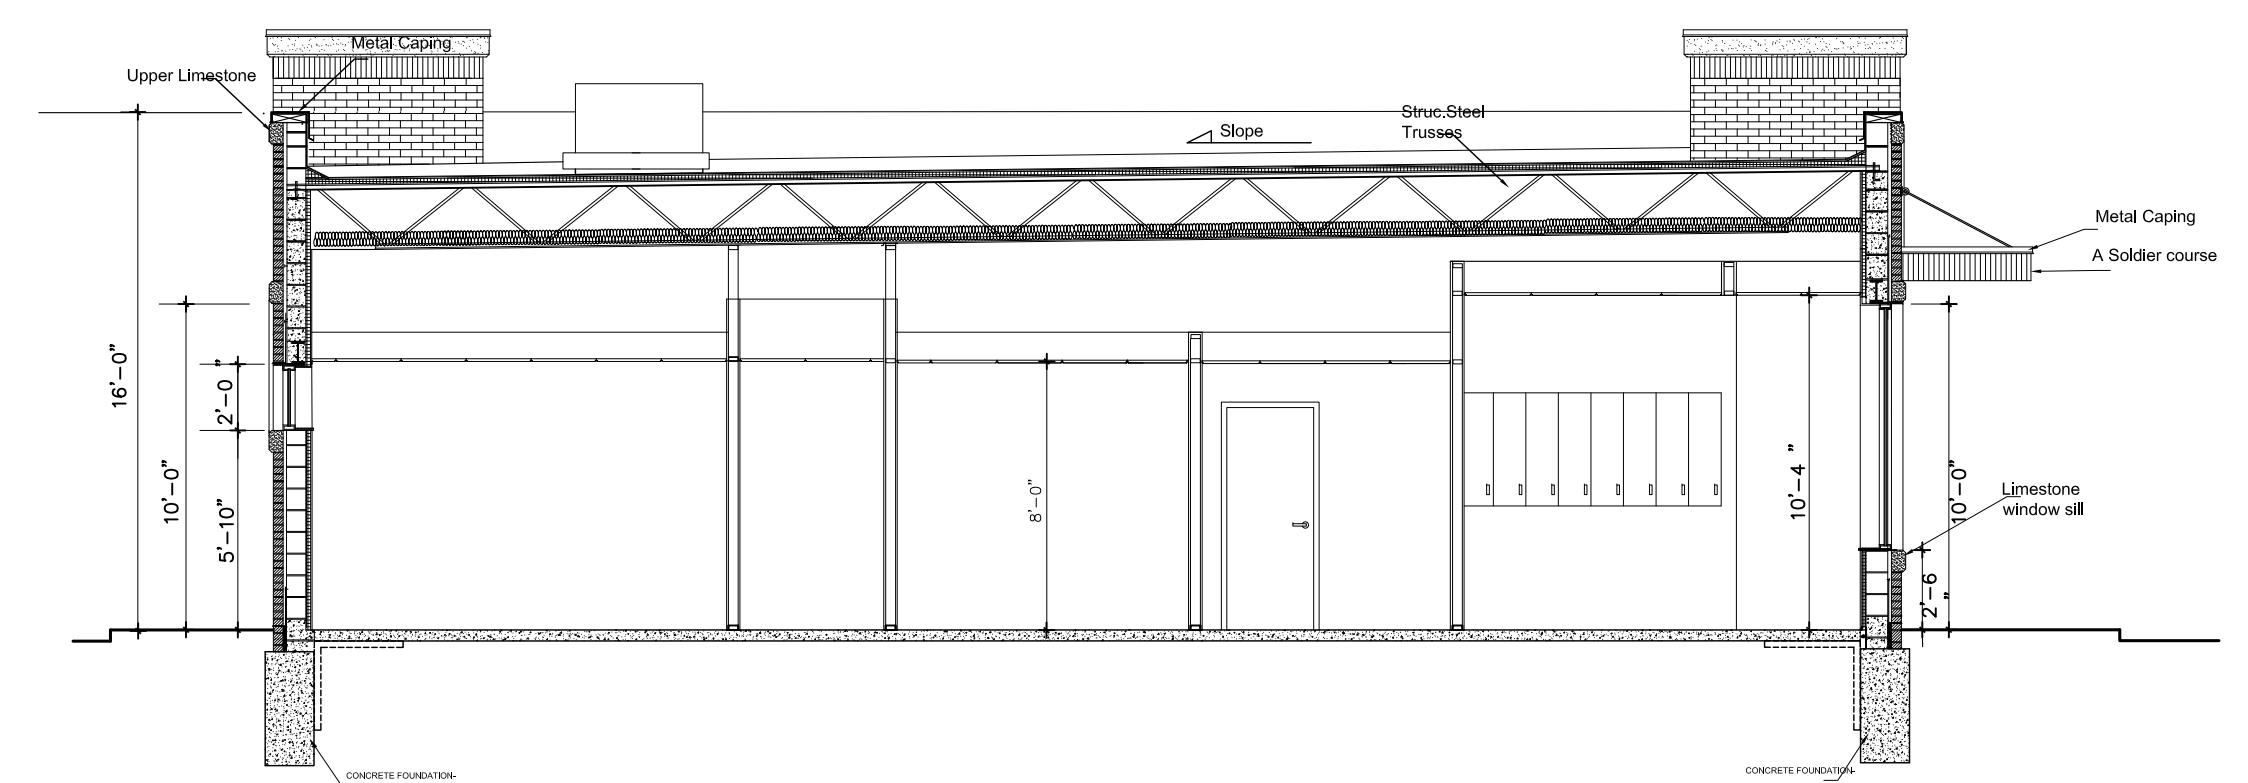 Metal Caping
Upper Limestone
Struc.Steel
Trusses
Slope
Metal Caping
A Soldier course
16'-0"
10'-0"
2'-0 "
5'-10"
8'-0"
10'-4 "
10'-0"
2'-6
"
Limestone
window sill
CONCRETE FOUNDATION-
CONCRETE FOUNDATION-